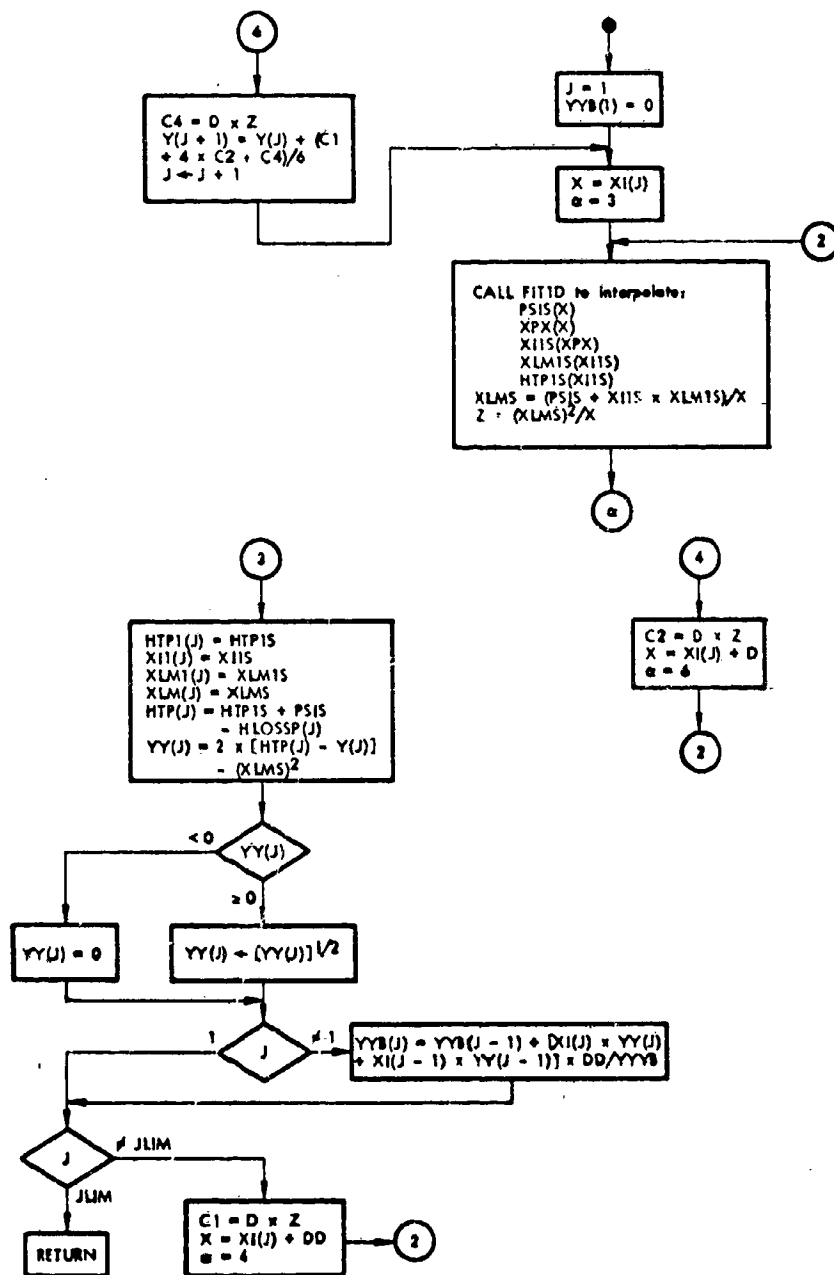 6
C4 = D x Z
Y(J + 1) = Y(J) + (C1
+ 4 x C2 + C4)/6
J ← J + 1
J = 1
YYB(1) = 0
X = XI(J)
α = 3
2
CALL FIT1D to interpolate:
PSIS(X)
XPX(X)
XI1S(XPX)
XLM1S(XI1S)
HTP1S(XI1S)
XLMS = (PSIS + XI1S x XLM1S)/X
Z = (XLMS)²/X
α
3
HTP1(J) = HTP1S
XI1(J) = XI1S
XLM1(J) = XLM1S
XLM(J) = XLMS
HTP(J) = HTP1S + PSIS
- HLOSSP(J)
YY(J) = 2 x [HTP(J) - Y(J)]
- (XLMS)²
4
C2 = D x Z
X = XI(J) + D
α = 6
2
< 0
YY(J)
≥ 0
YY(J) = 0
YY(J) ← [YY(J)]^1/2
1
J
≠ 1
YYB(J) = YYB(J - 1) + [XI(J) x YY(J)
+ XI(J - 1) x YY(J - 1)] x DD/YYYB
J
≠ JLIM
JLIM
RETURN
C1 = D x Z
X = XI(J) + DD
α = 4
2